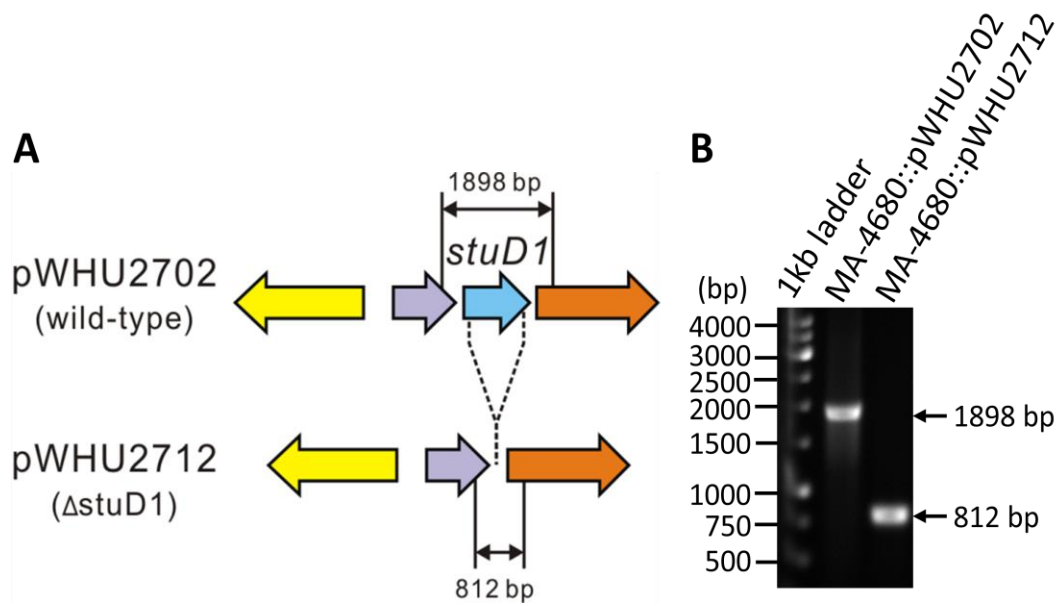 A
1898 bp
stuD1
pWHU2702
(wild-type)
pWHU2712
(ΔstuD1)
812 bp
B
1kb ladder
MA-4680::pWHU2702
MA-4680::pWHU2712
(bp)
4000
3000
2500
2000
1500
1000
750
500
1898 bp
812 bp